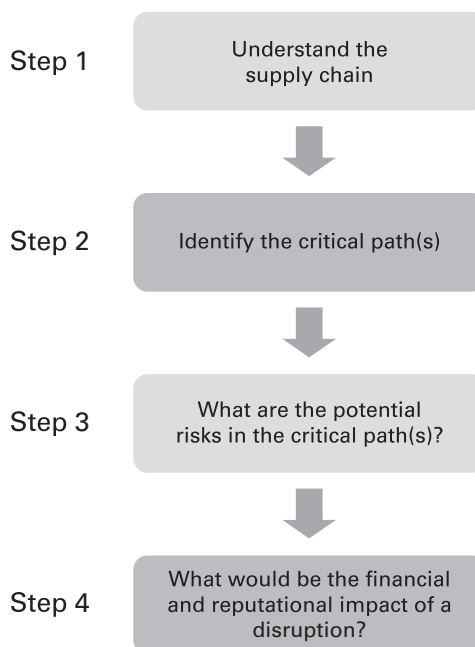 Step 1
Understand the
supply chain
Step 2
Identify the critical path(s)
Step 3
What are the potential
risks in the critical path(s)?
Step 4
What would be the financial
and reputational impact of a
disruption?